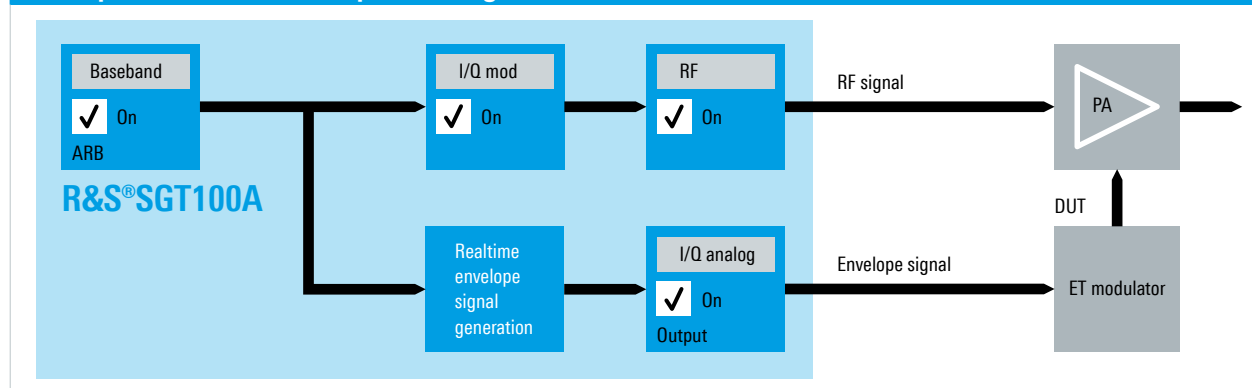 Baseband
On
ARB
I/Q mod
On
RF
On
RF signal
PA
R&S®SGT100A
DUT
Realtime
envelope
signal
generation
I/Q analog
On
Output
Envelope signal
ET modulator